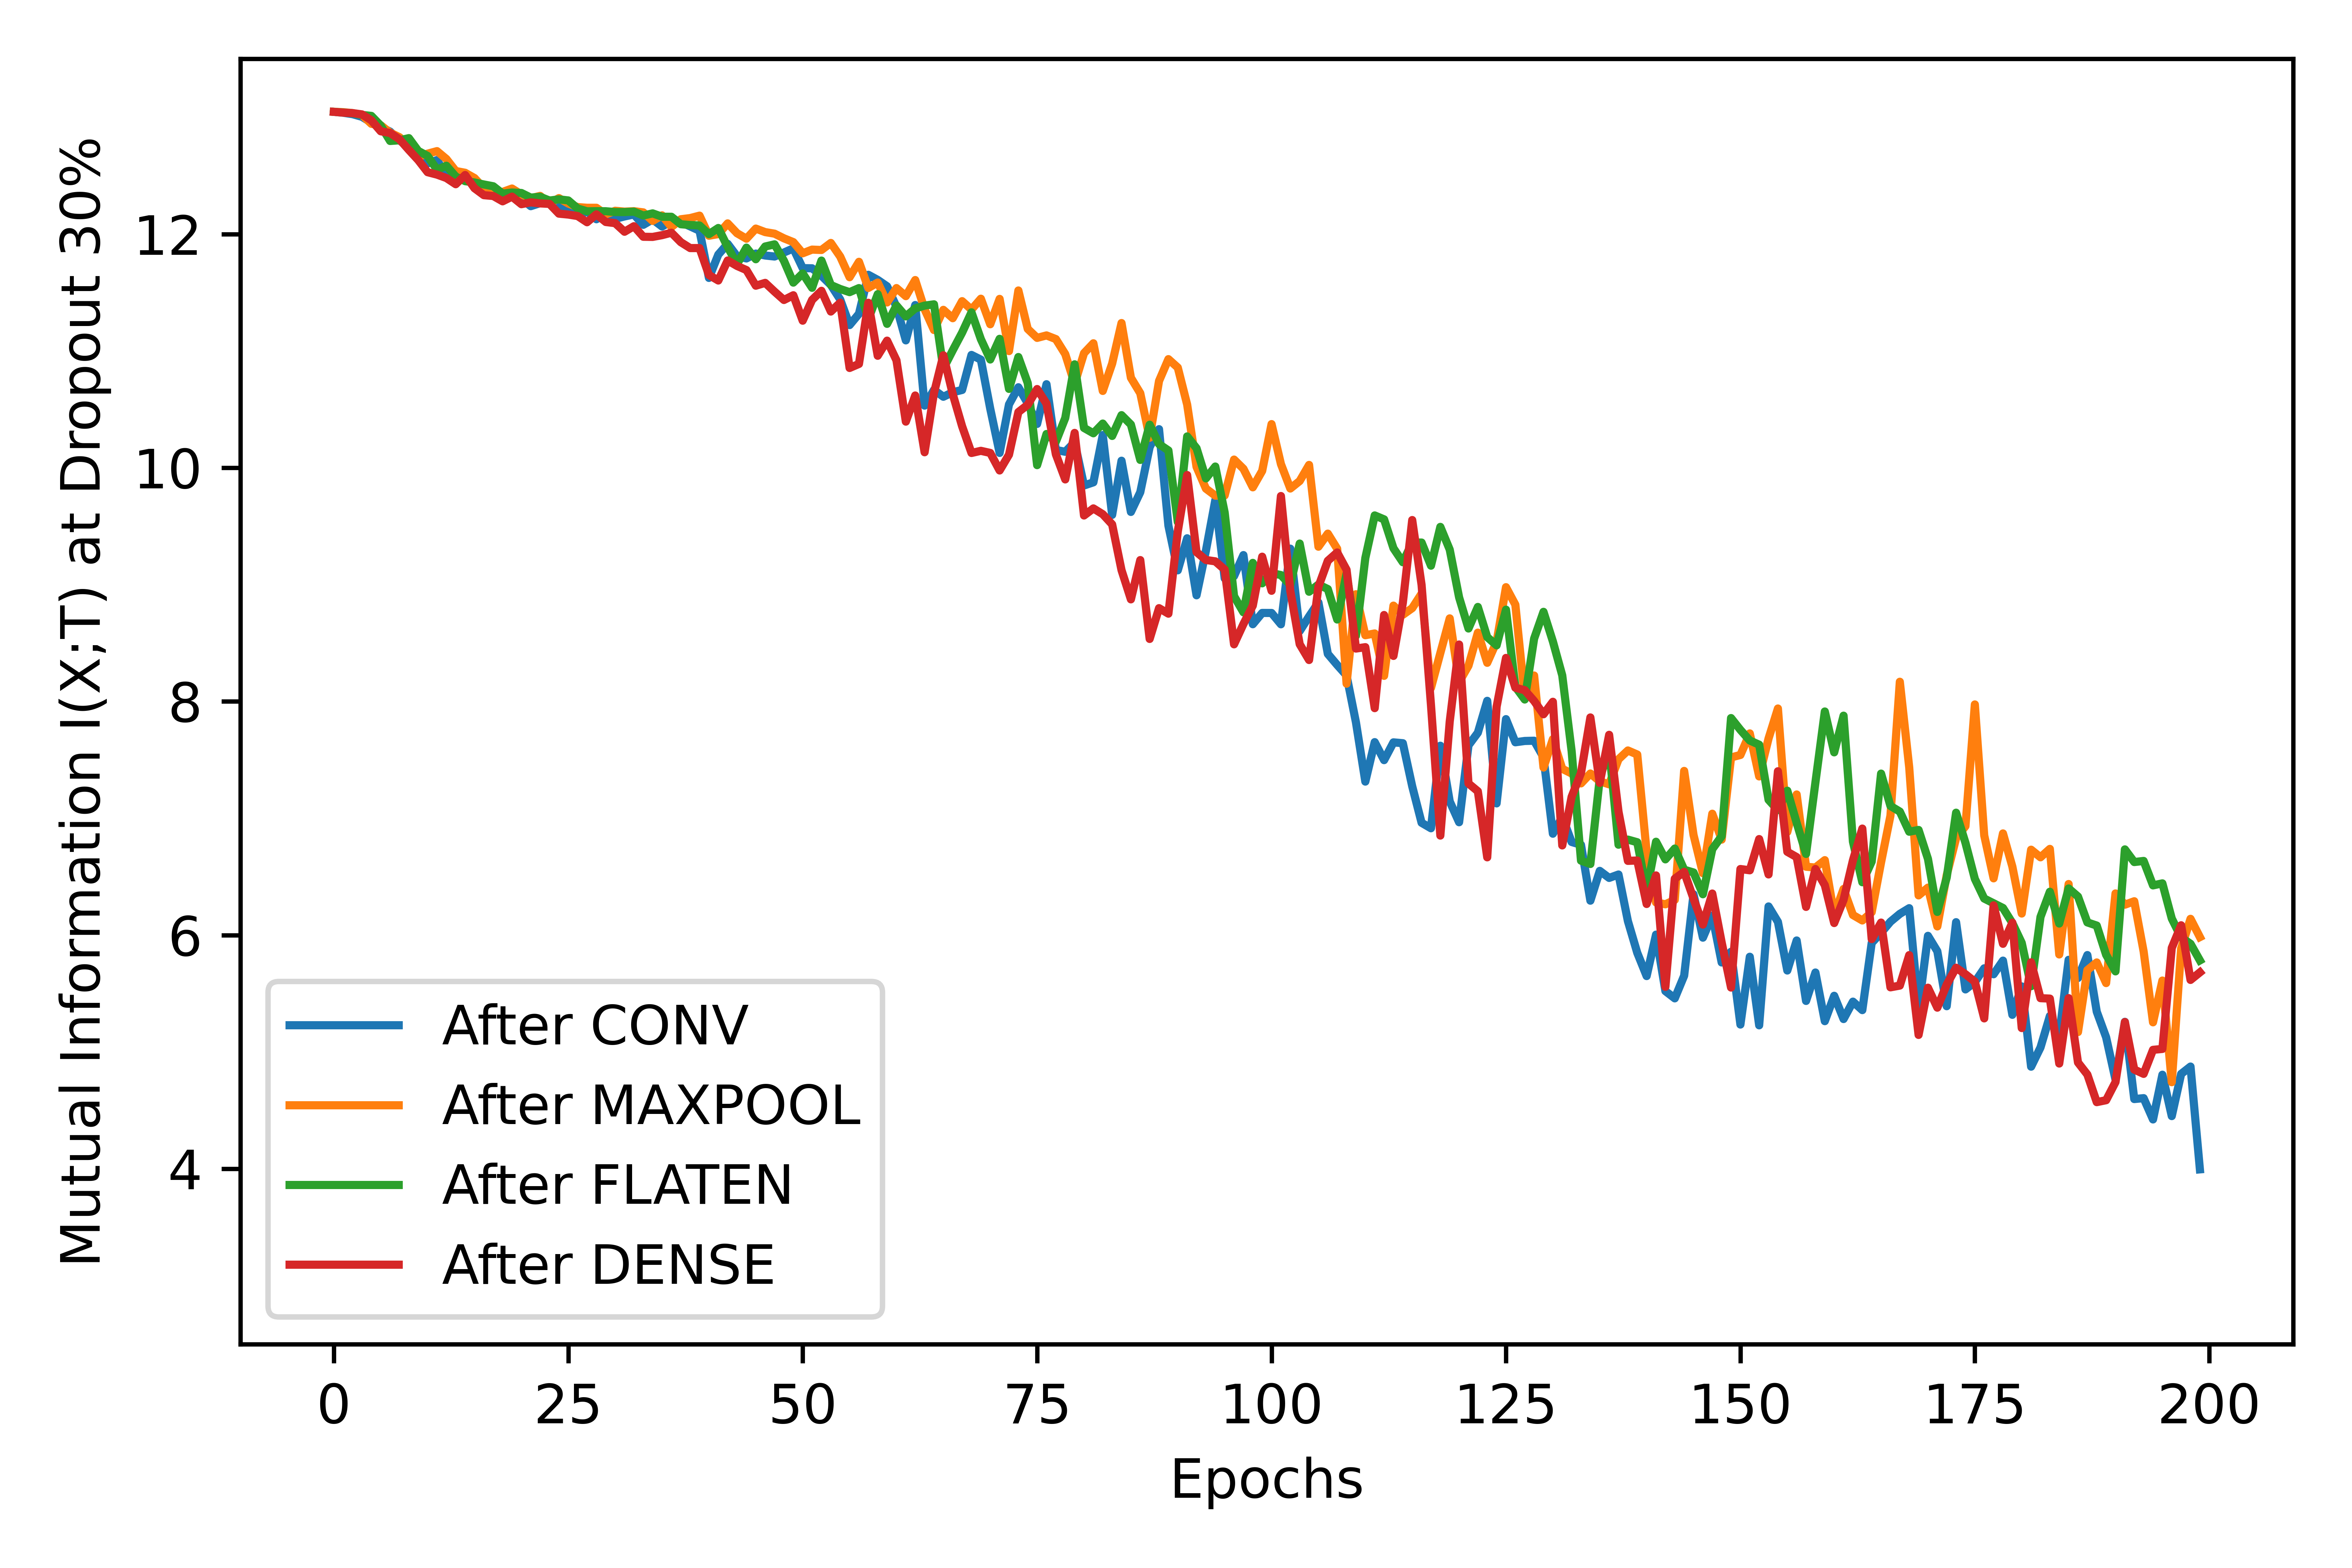 Mutual Information I(X;T) at Dropout 30%
12
10
8
6
4
After CONV
After MAXPOOL
After FLATEN
After DENSE
0 25 50 75 100 125 150 175 200
Epochs